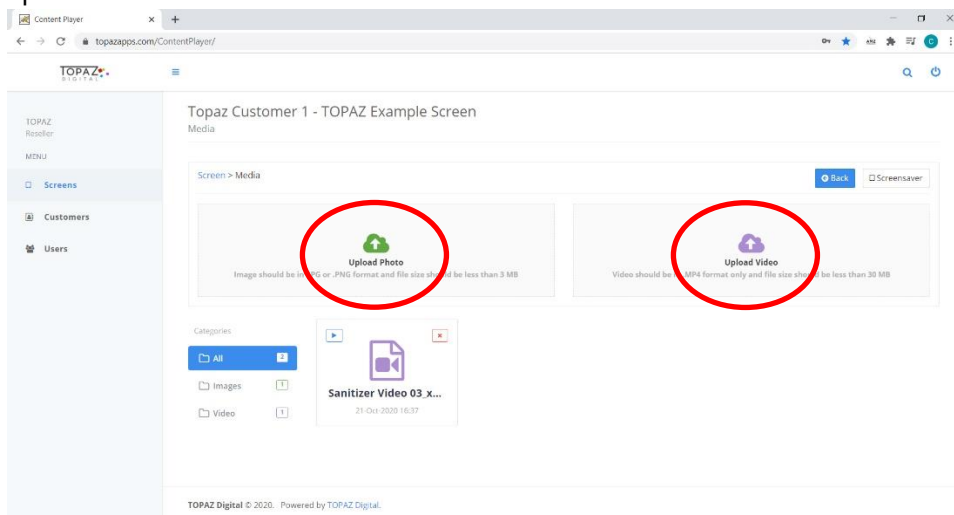 Content Player
topazapps.com/ContentPlayer/
TOPAZ
DIGITAL
TOPAZ
Reseller
MENU
Screens
Customers
Users
Topaz Customer 1 - TOPAZ Example Screen
Media
Screen > Media
Back
Screensaver
Upload Photo
Image should be in .JPG or .PNG format and file size should be less than 3 MB
Upload Video
Video should be in .MP4 format only and file size should be less than 30 MB
Categories
All 2
Images 1
Video 1
Sanitizer Video 03_x...
21-Oct-2020 16:37
TOPAZ Digital © 2020. Powered by TOPAZ Digital.